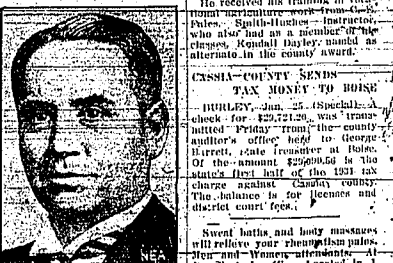 He received his training in
tional agriculture work from
Smith-Hughes instructor,
who also had as a member of his
classes, Kendall Dayley, named as
alternate in the county award.
CASSIA COUNTY SENDS
TAX MONEY TO BOISE
BURLEY, Jan. 25 (Special)—A
check for $29,721.20 was trans-
mitted Friday from the county
auditor's office here to George
Barrett, state treasurer at Boise.
Of the amount $29,090.56 is the
state's first half of the 1931 tax
charge against Cassia county.
The balance is for licenses and
district court fees.
Sweat baths and body massages
will relieve your rheumatism pains.
Men and Women attendants. At
NEA